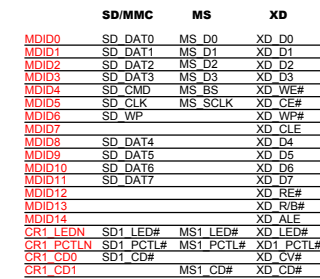 SD/MMC MS XD
MDID0 SD_DAT0 MS_D0 XD_D0
MDID1 SD_DAT1 MS_D1 XD_D1
MDID2 SD_DAT2 MS_D2 XD_D2
MDID3 SD_DAT3 MS_D3 XD_D3
MDID4 SD_CMD MS_BS XD_WE#
MDID5 SD_CLK MS_SCLK XD_CE#
MDID6 SD_WP XD_WP#
MDID7 XD_CLE
MDID8 SD_DAT4 XD_D4
MDID9 SD_DAT5 XD_D5
MDID10 SD_DAT6 XD_D6
MDID11 SD_DAT7 XD_D7
MDID12 XD_RE#
MDID13 XD_R/B#
MDID14 XD_ALE
CR1_LEDN SD1_LED# MS1_LED# XD_LED#
CR1_PCTLN SD1_PCTL# MS1_PCTL# XD1_PCTL#
CR1_CD0 SD1_CD# XD_CV#
CR1_CD1 MS1_CD# XD_CD#